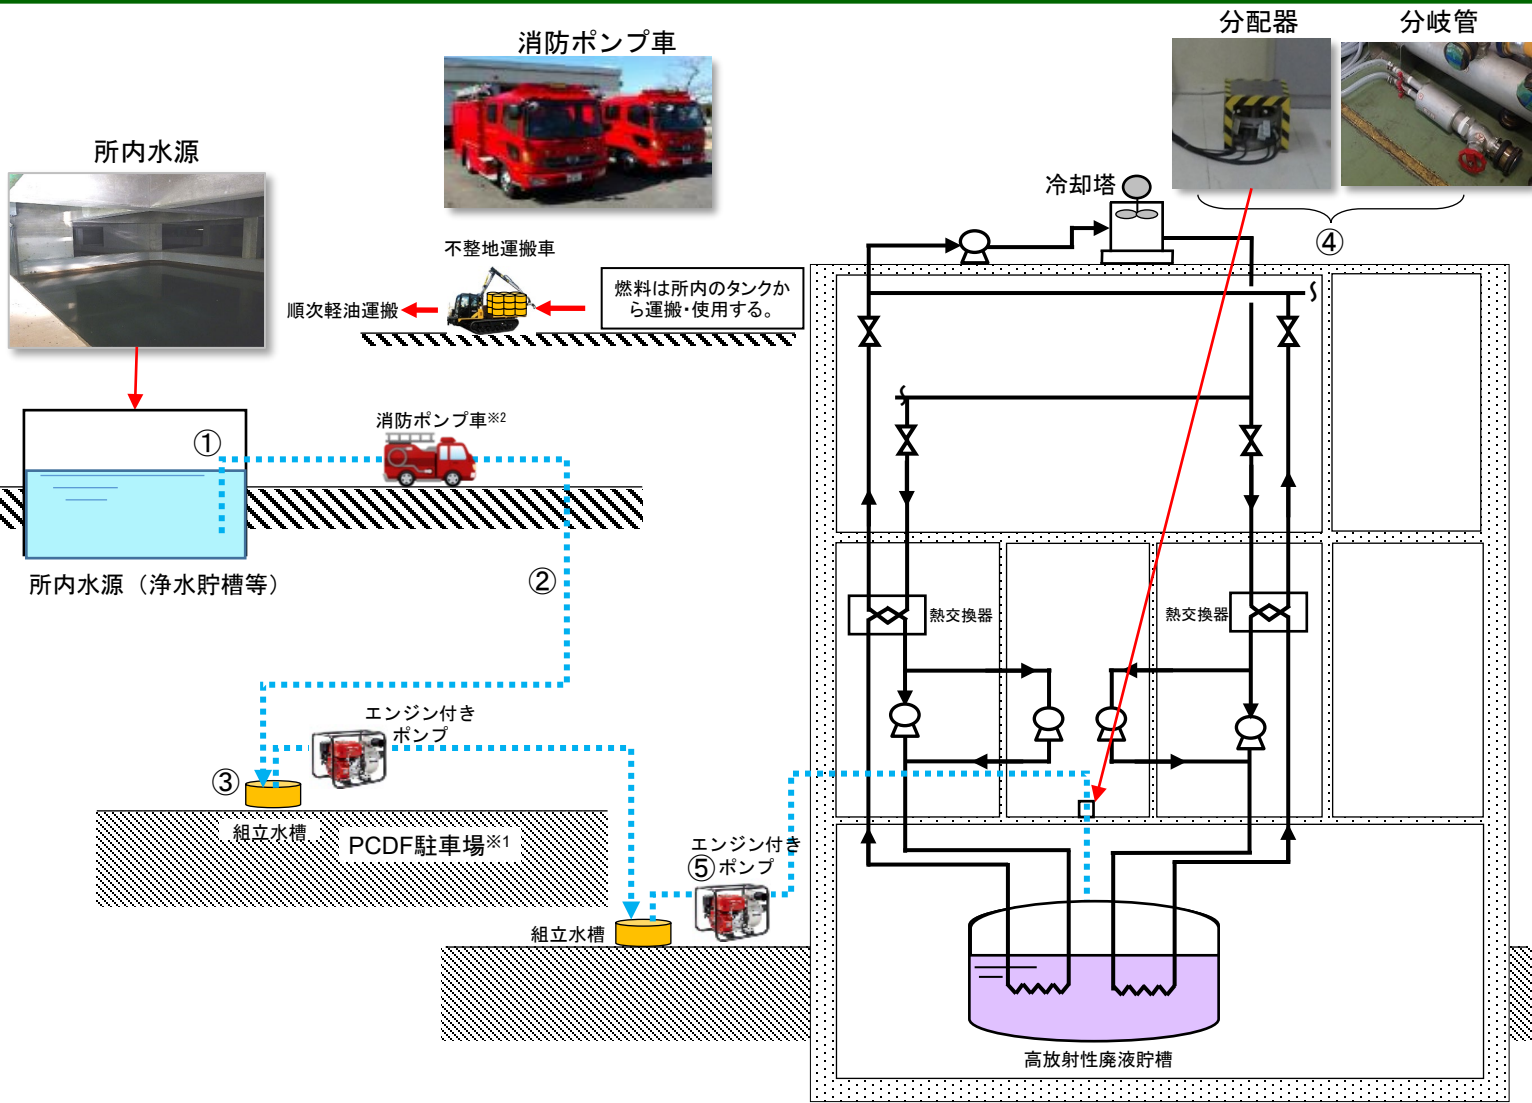 消防ポンプ車
分配器
分岐管
所内水源
冷却塔
④
不整地運搬車
順次軽油運搬
燃料は所内のタンクか
ら運搬・使用する。
消防ポンプ車※2
①
所内水源（浄水貯槽等）
②
熱交換器
熱交換器
エンジン付き
ポンプ
③
組立水槽
PCDF駐車場※1
エンジン付き
⑤ポンプ
組立水槽
高放射性廃液貯槽